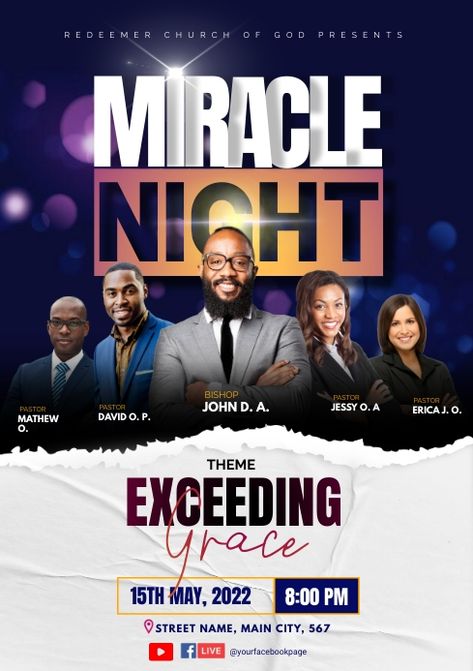 REDEEMER CHURCH OF GOD PRESENTS
MIRACLE
NIGHT
PASTOR
MATHEW
O.
PASTOR
DAVID O. P.
BISHOP
JOHN D. A.
PASTOR
JESSY O. A
PASTOR
ERICA J. O.
THEME
EXCEEDING
Grace
15TH MAY, 2022
8:00 PM
STREET NAME, MAIN CITY, 567
LIVE @yourfacebookpage